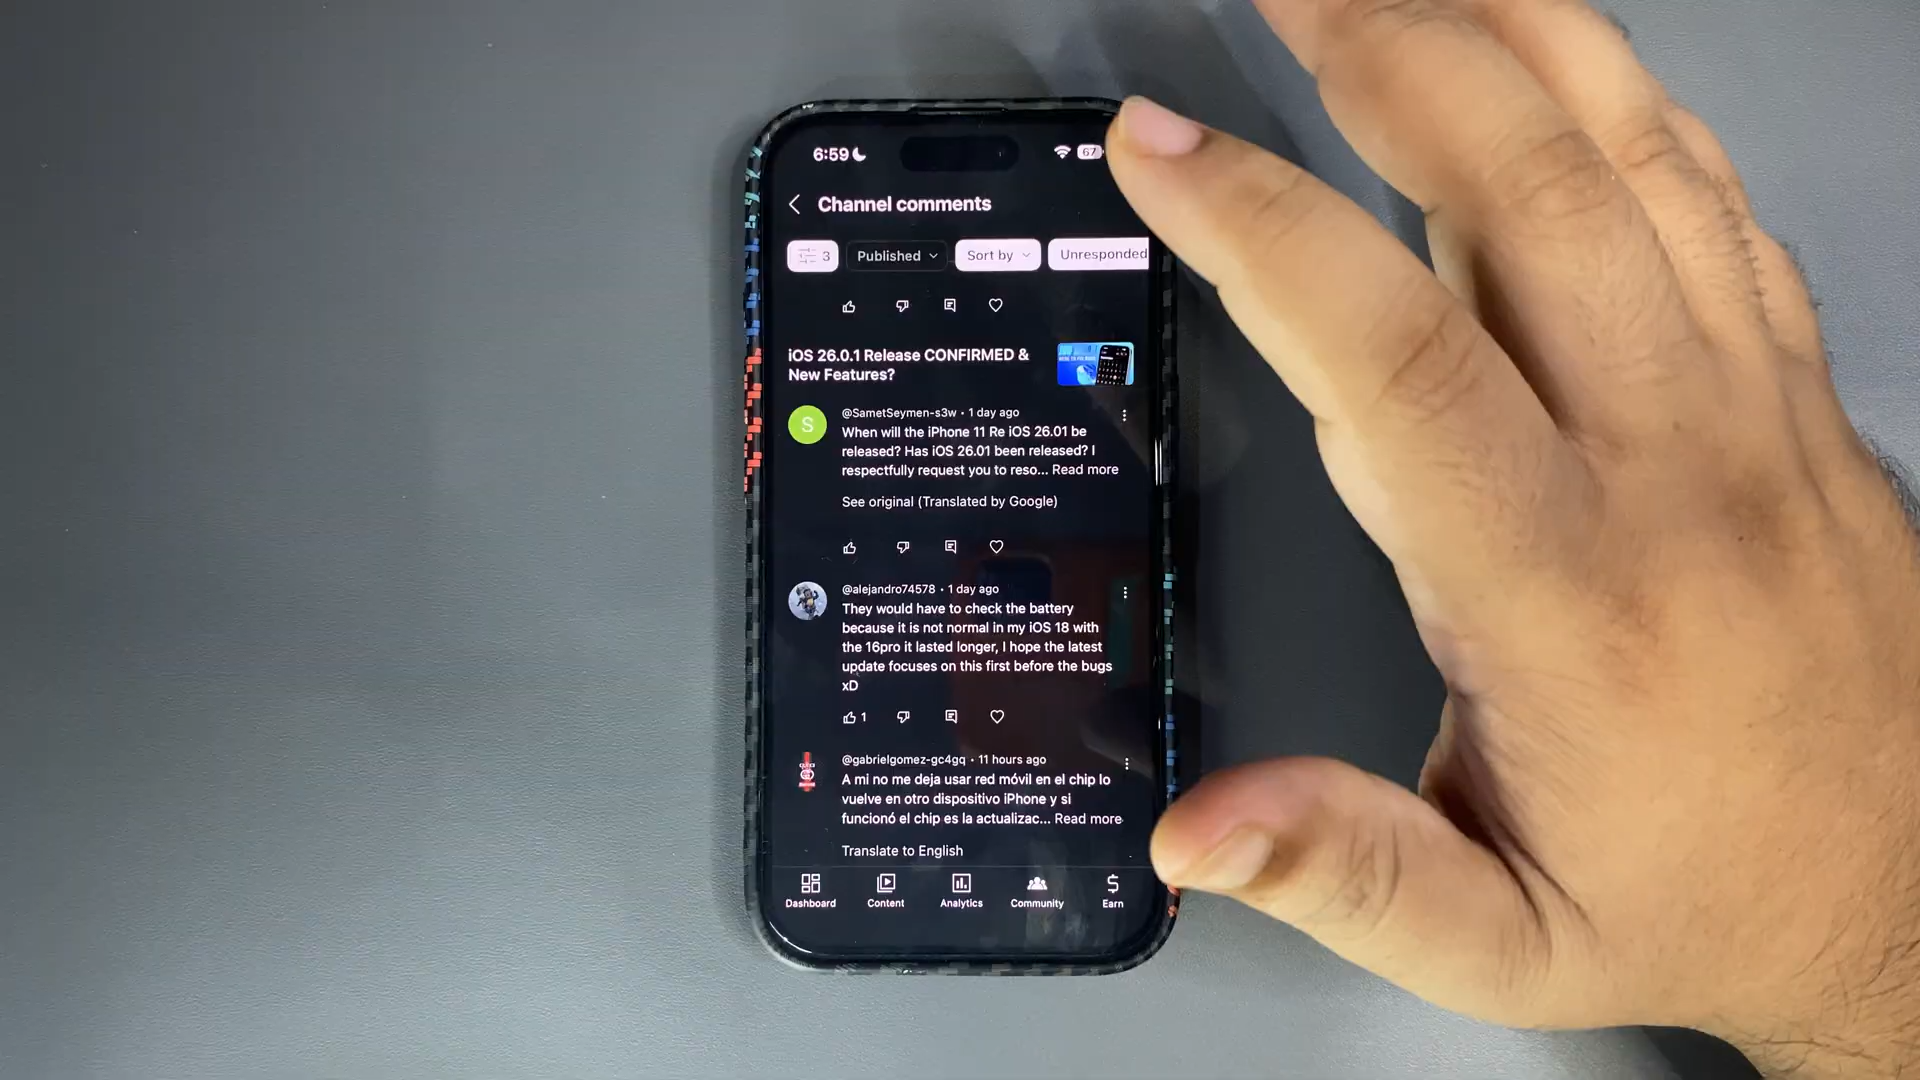 6:59
67
Channel comments
3 Published Sort by Unresponded
iOS 26.0.1 Release CONFIRMED &
New Features?
S
@SametSeymen-s3w • 1 day ago
When will the iPhone 11 Re iOS 26.01 be
released? Has iOS 26.01 been released? I
respectfully request you to reso... Read more
See original (Translated by Google)
@alejandro74578 • 1 day ago
They would have to check the battery
because it is not normal in my iOS 18 with
the 16pro it lasted longer, I hope the latest
update focuses on this first before the bugs
xD
1
@gabrielgomez-gc4gq • 11 hours ago
A mi no me deja usar red móvil en el chip lo
vuelve en otro dispositivo iPhone y si
funcionó el chip es la actualizac... Read more
Translate to English
Dashboard Content Analytics Community Earn